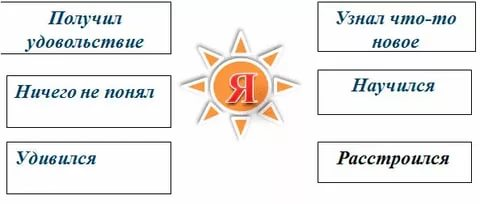 Получил
удовольствие
Ничего не понял
Удивился
Я
Узнал что-то
новое
Научился
Расстроился